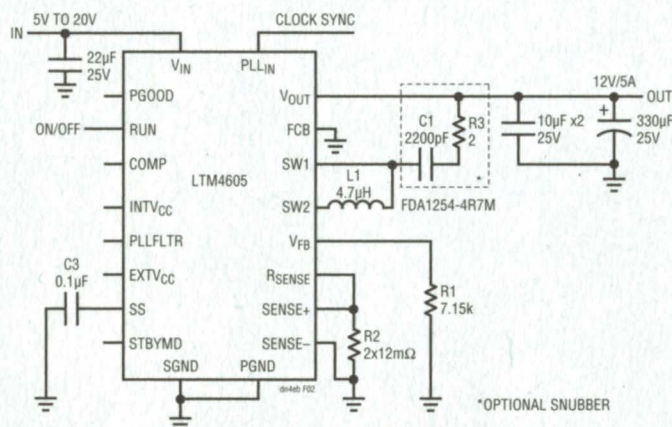 5V TO 20V
CLOCK SYNC
IN
22µF
25V
VIN
PLLIN
PGOOD
VOUT
12V/5A
OUT
ON/OFF
RUN
FCB
C1
2200pF
R3
2
10µF x2
25V
+
330µF
25V
COMP
LTM4605
SW1
*
L1
4.7µH
FDA1254-4R7M
INTVCC
SW2
PLLFLTR
VFB
C3
0.1µF
EXTVCC
RSENSE
R1
7.15k
SS
SENSE+
R2
2x12mΩ
STBYMD
SENSE–
SGND
PGND
dn4eb F02
*OPTIONAL SNUBBER